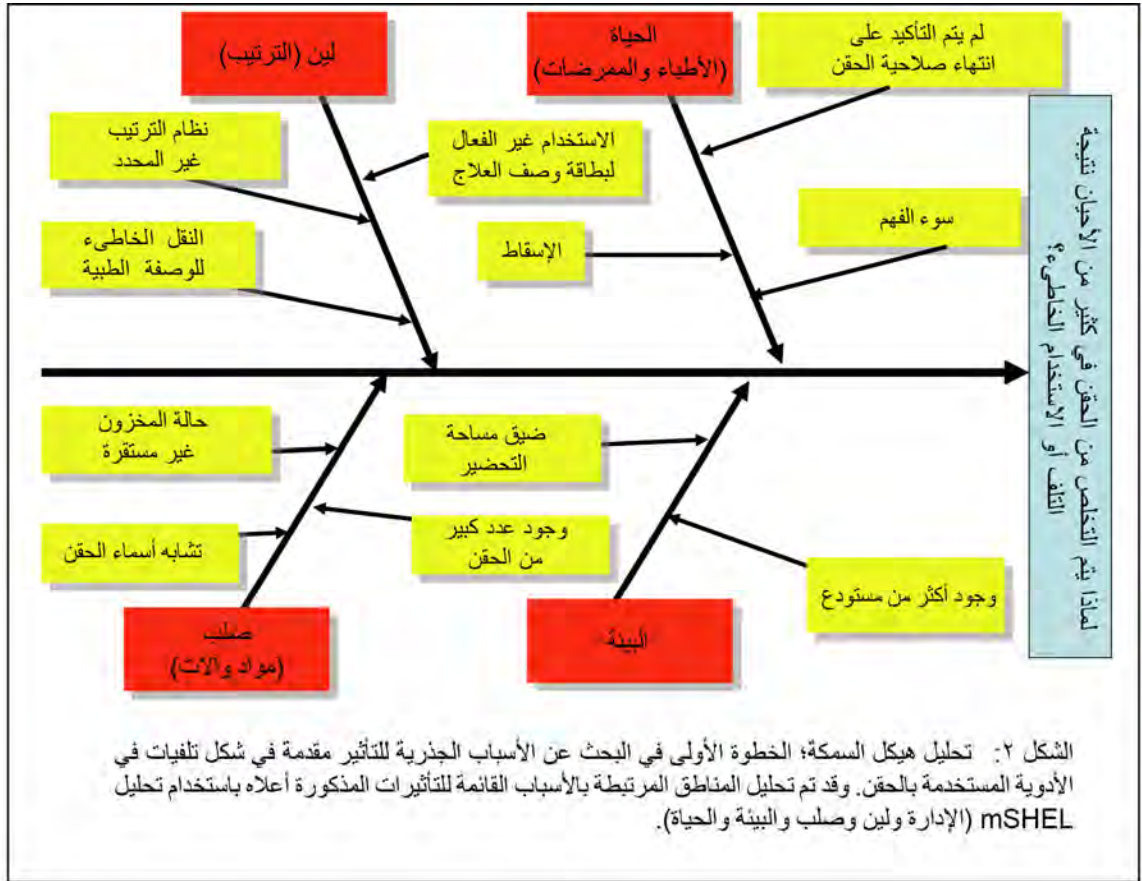 الحياة
(الأطباء والممرضات)
لين (الترتيب)
لم يتم التأكيد على
انتهاء صلاحية الحقن
نظام الترتيب
غير المحدد
الاستخدام غير الفعال
لبطاقة وصف العلاج
سوء الفهم
الإسقاط
النقل الخاطىء
للوصفة الطبية
لماذا يتم التخلص من الحقن في كثير من الأحيان نتيجة
التلف أو الاستخدام الخاطىء؟
حالة المخزون
غير مستقرة
ضيق مساحة
التحضير
تشابه أسماء الحقن
وجود عدد كبير
من الحقن
وجود أكثر من مستودع
صلب
(مواد والات)
البيئة
الشكل ٢: تحليل هيكل السمكة؛ الخطوة الأولى في البحث عن الأسباب الجذرية للتأثير مقدمة في شكل تلفيات في
الأدوية المستخدمة بالحقن. وقد تم تحليل المناطق المرتبطة بالأسباب القائمة للتأثيرات المذكورة أعلاه باستخدام تحليل
mSHEL (الإدارة ولين وصلب والبيئة والحياة).